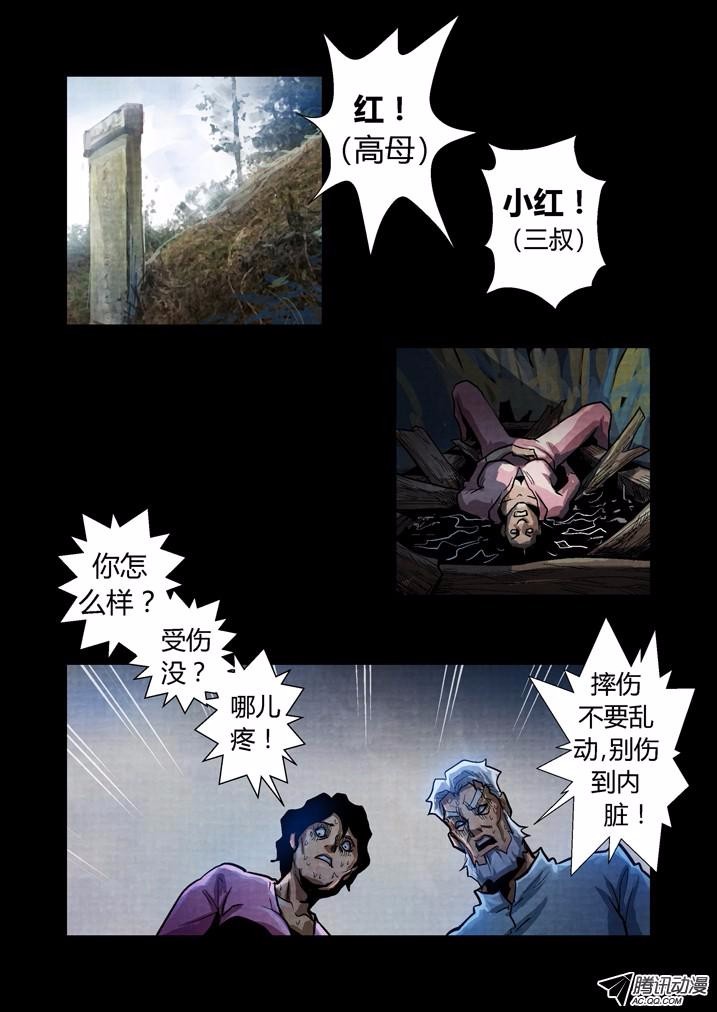 红！
（高母）
小红！
（三叔）
你怎
么样？
受伤
没？
哪儿
疼！
摔伤
不要乱
动，别伤
到内
脏！
腾讯动漫
AC.QQ.COM